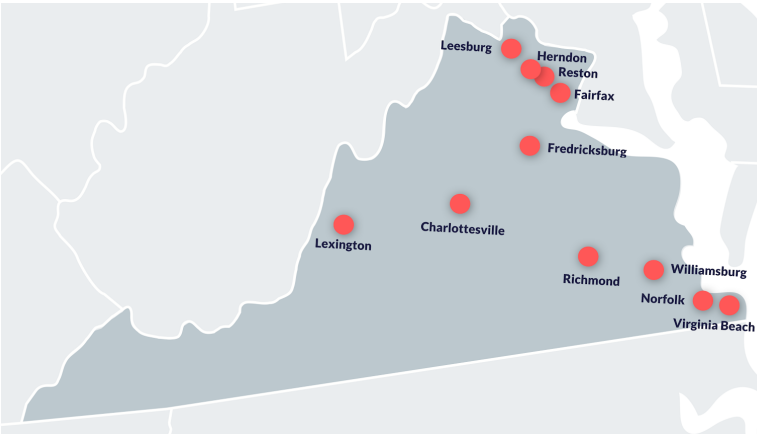 Leesburg
Herndon
Reston
Fairfax
Fredricksburg
Charlottesville
Lexington
Richmond
Williamsburg
Norfolk
Virginia Beach